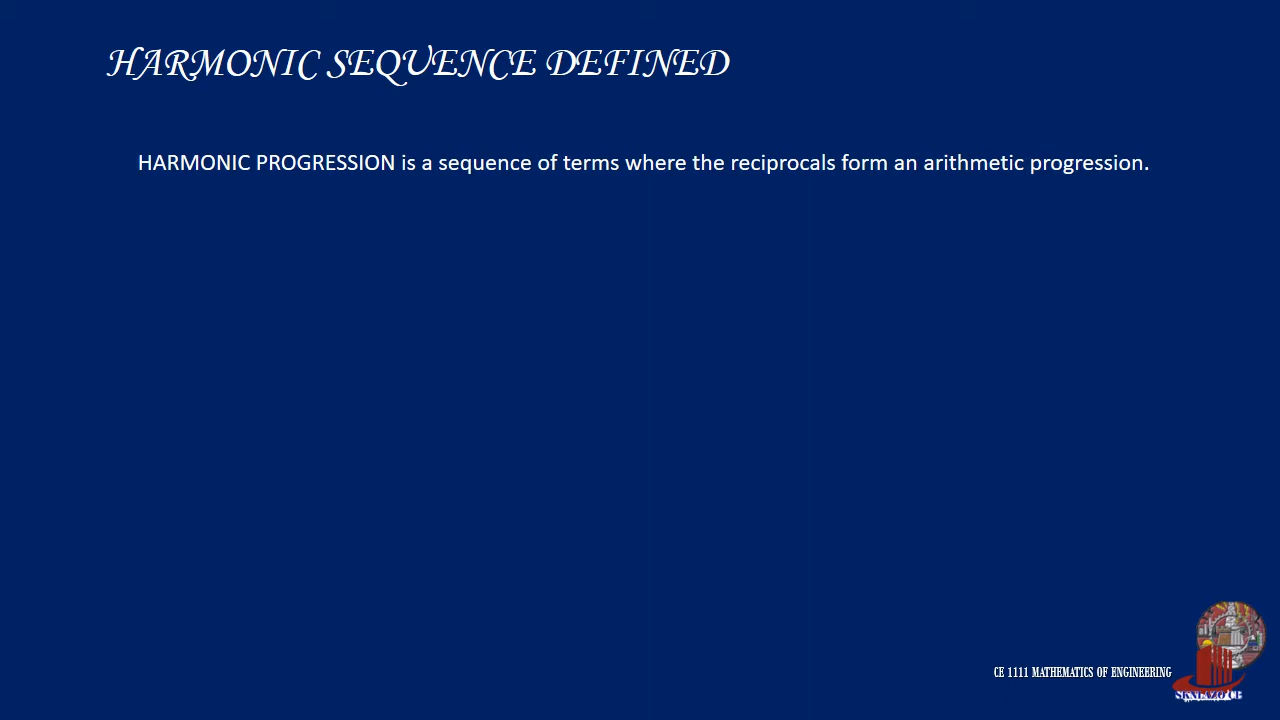 HARMONIC SEQUENCE DEFINED
HARMONIC PROGRESSION is a sequence of terms where the reciprocals form an arithmetic progression.
CE 1111 MATHEMATICS OF ENGINEERING